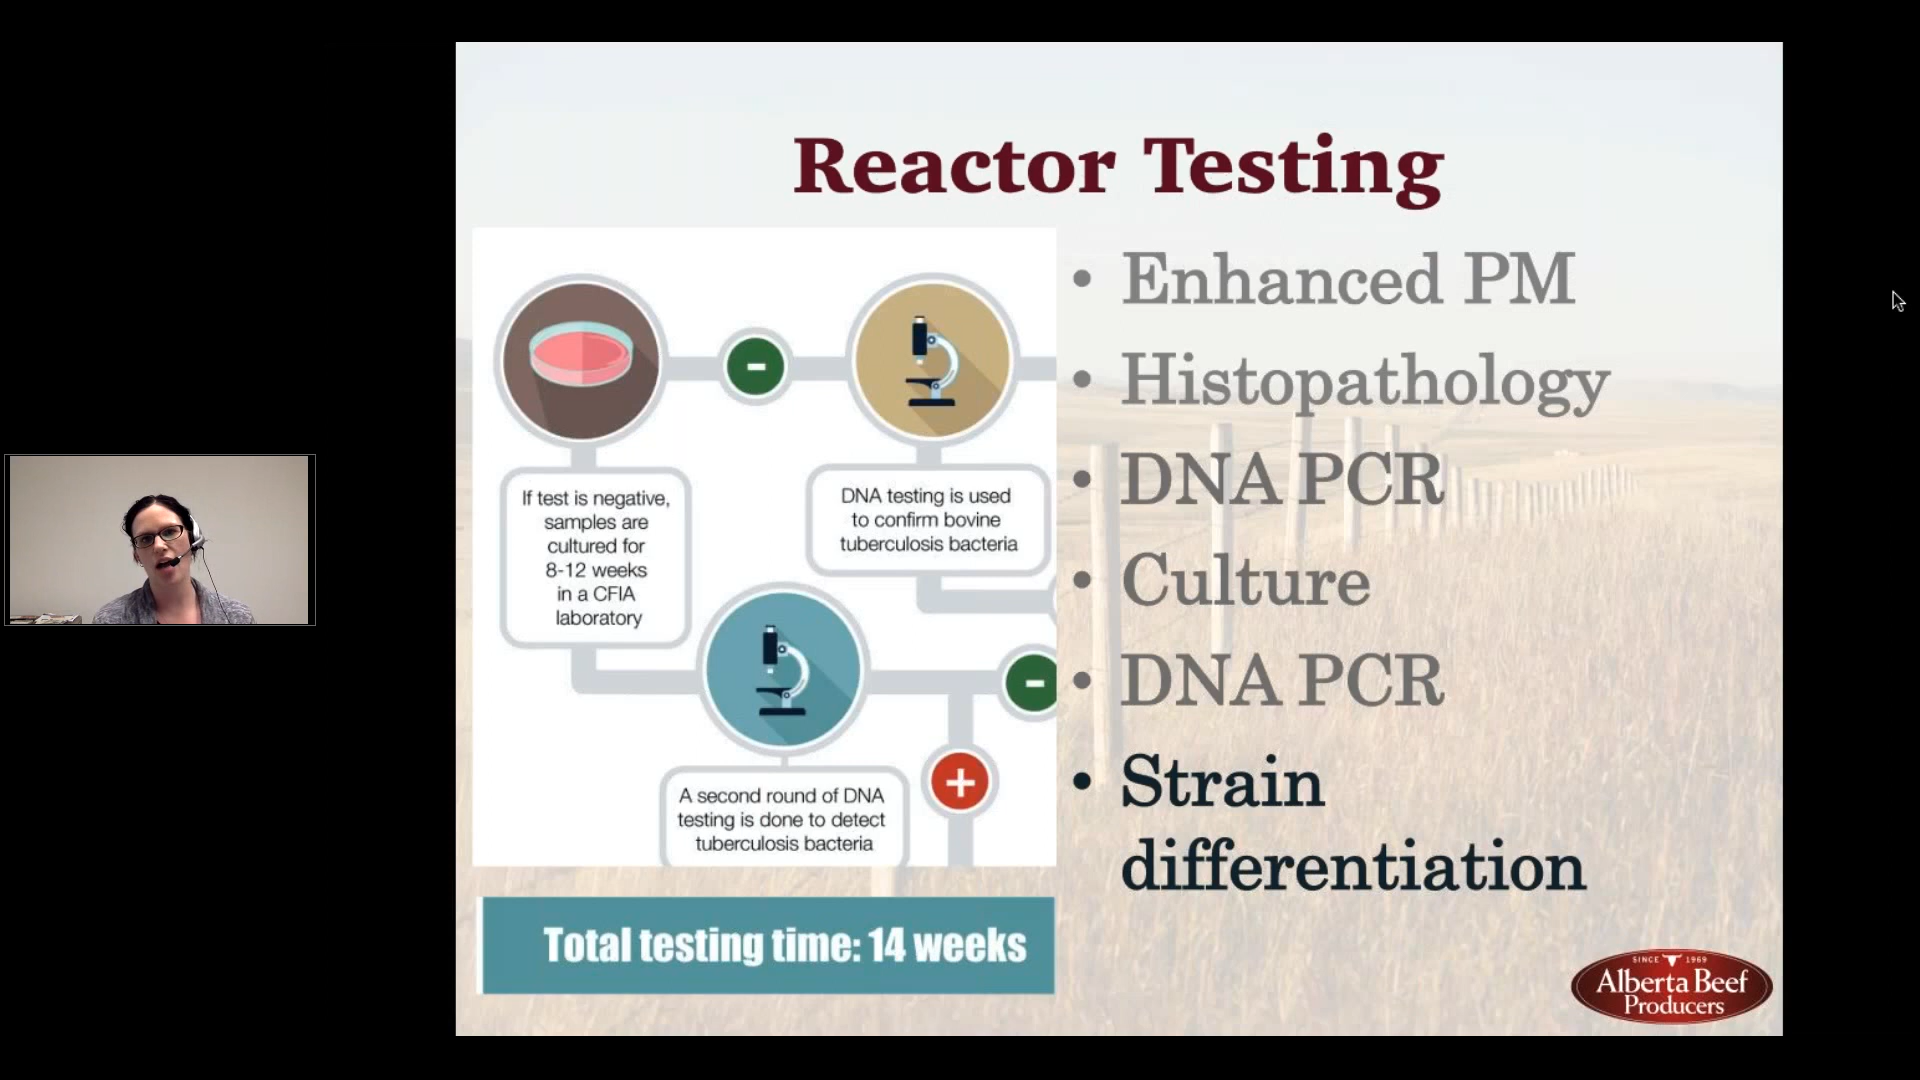 Reactor Testing
If test is negative,
samples are
cultured for
8-12 weeks
in a CFIA
laboratory
DNA testing is used
to confirm bovine
tuberculosis bacteria
A second round of DNA
testing is done to detect
tuberculosis bacteria
Total testing time: 14 weeks
• Enhanced PM
• Histopathology
• DNA PCR
• Culture
• DNA PCR
• Strain
differentiation
SINCE 1969
Alberta Beef
Producers